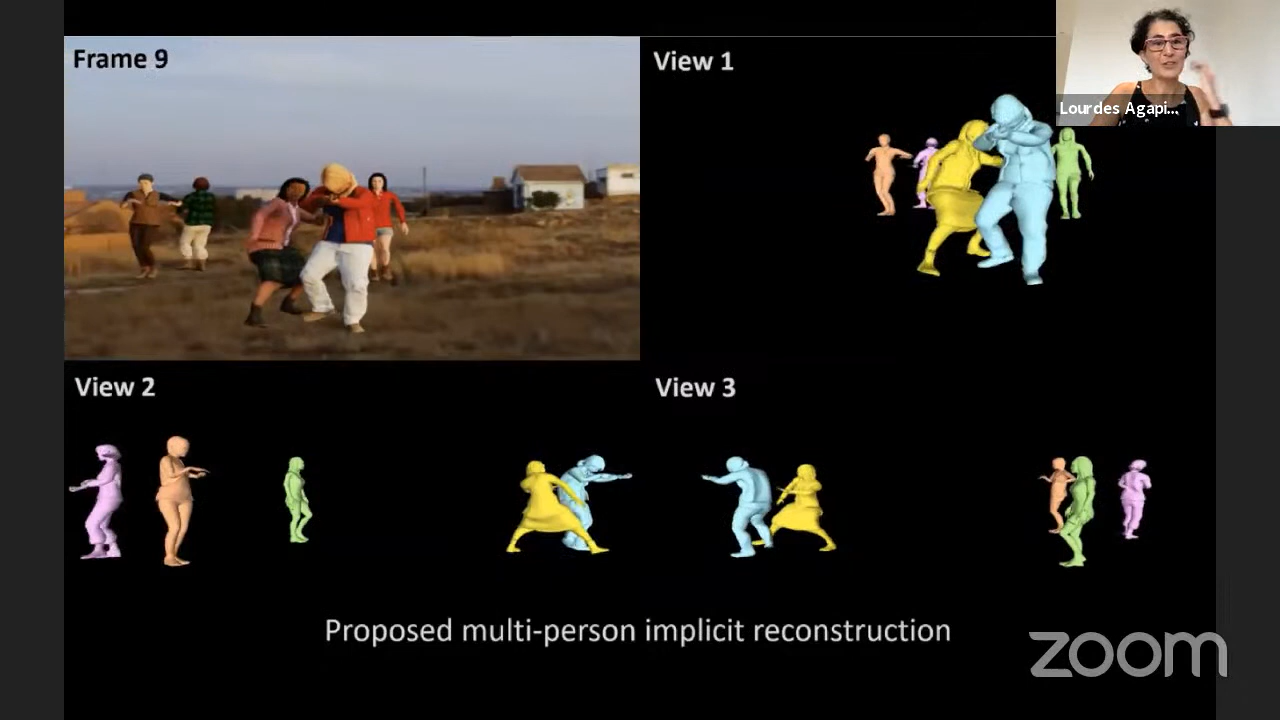 Frame 9
View 1
Lourdes Agapi...
View 2
View 3
Proposed multi-person implicit reconstruction
zoom